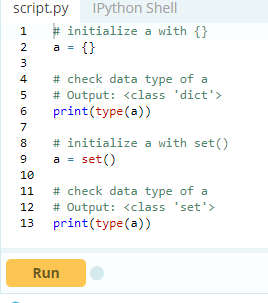 script.py IPython Shell
1 # initialize a with {}
2 a = {}
3
4 # check data type of a
5 # Output: <class 'dict'>
6 print(type(a))
7
8 # initialize a with set()
9 a = set()
10
11 # check data type of a
12 # Output: <class 'set'>
13 print(type(a))
Run